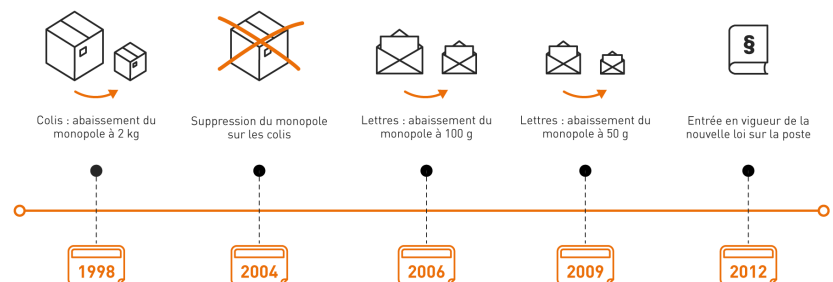 §
Colis : abaissement du
monopole à 2 kg
Suppression du monopole
sur les colis
Lettres : abaissement du
monopole à 100 g
Lettres : abaissement du
monopole à 50 g
Entrée en vigueur de la
nouvelle loi sur la poste
1998
2004
2006
2009
2012